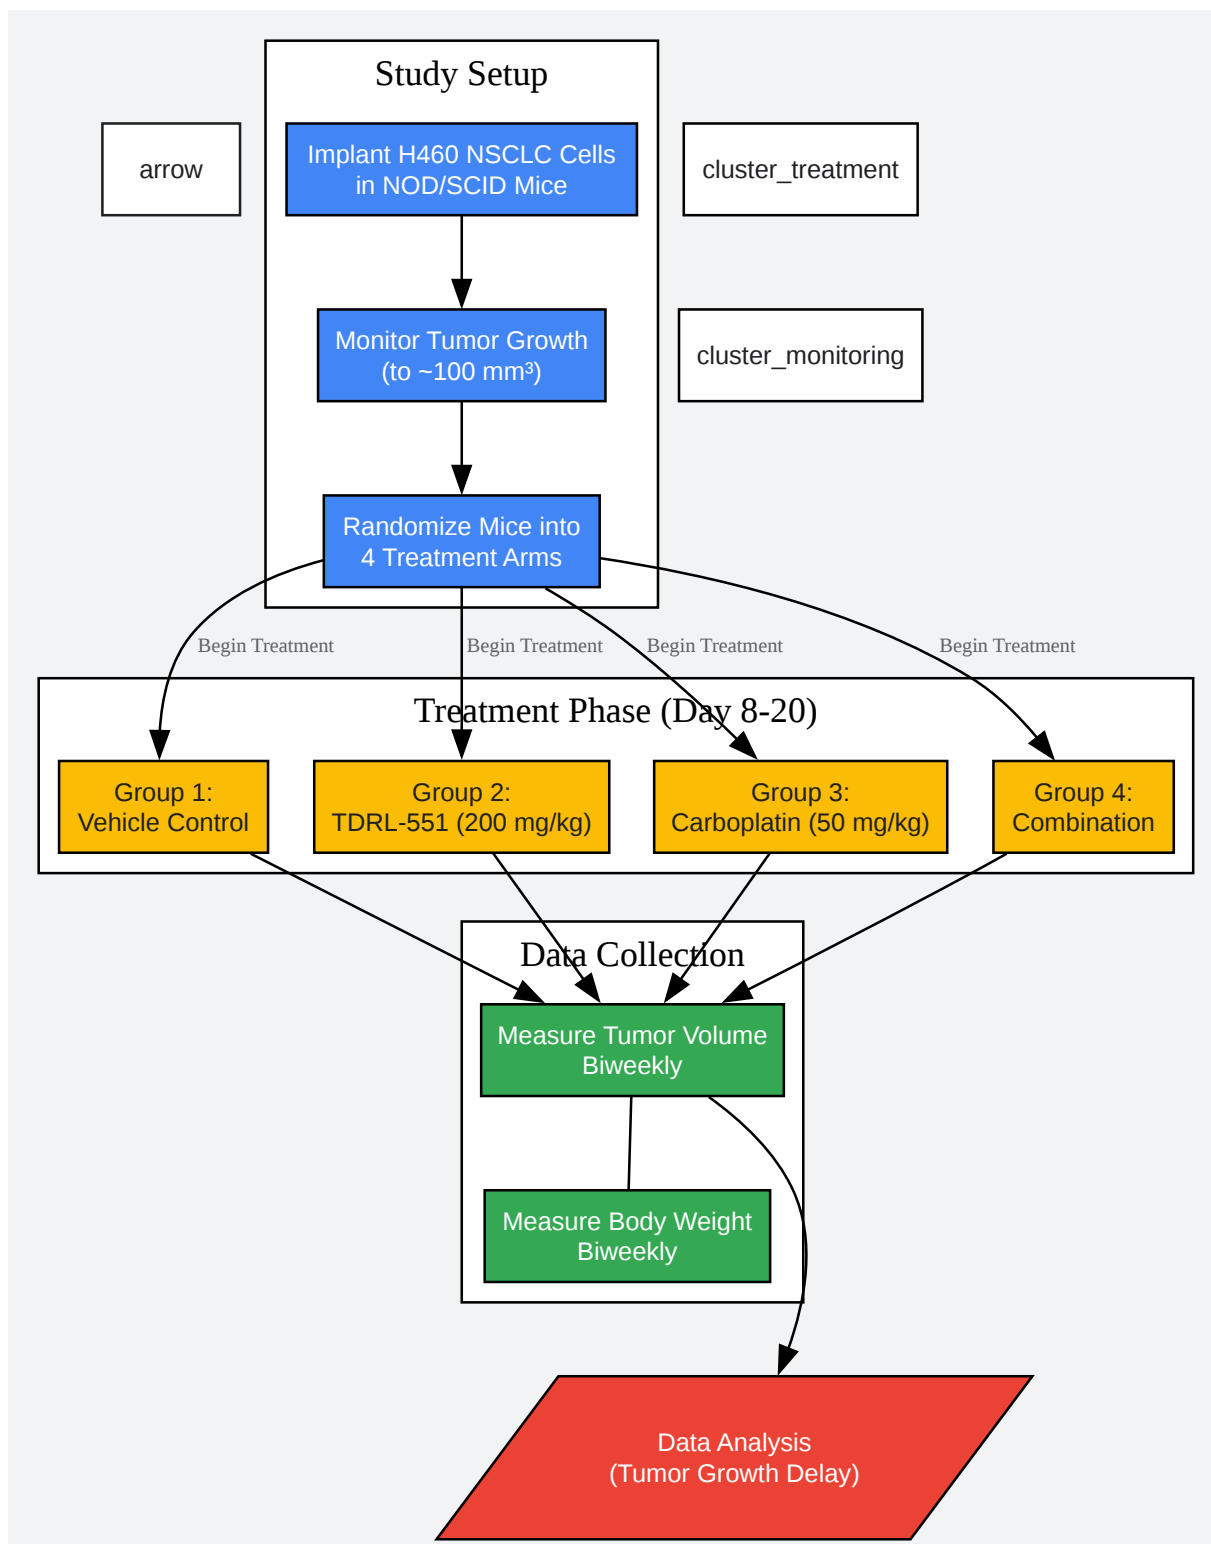 Study Setup
arrow
Implant H460 NSCLC Cells
in NOD/SCID Mice
cluster_treatment
Monitor Tumor Growth
(to ~100 mm³)
cluster_monitoring
Randomize Mice into
4 Treatment Arms
Begin Treatment
Begin Treatment
Begin Treatment
Begin Treatment
Treatment Phase (Day 8-20)
Group 1:
Vehicle Control
Group 2:
TDRL-551 (200 mg/kg)
Group 3:
Carboplatin (50 mg/kg)
Group 4:
Combination
Data Collection
Measure Tumor Volume
Biweekly
Measure Body Weight
Biweekly
Data Analysis
(Tumor Growth Delay)